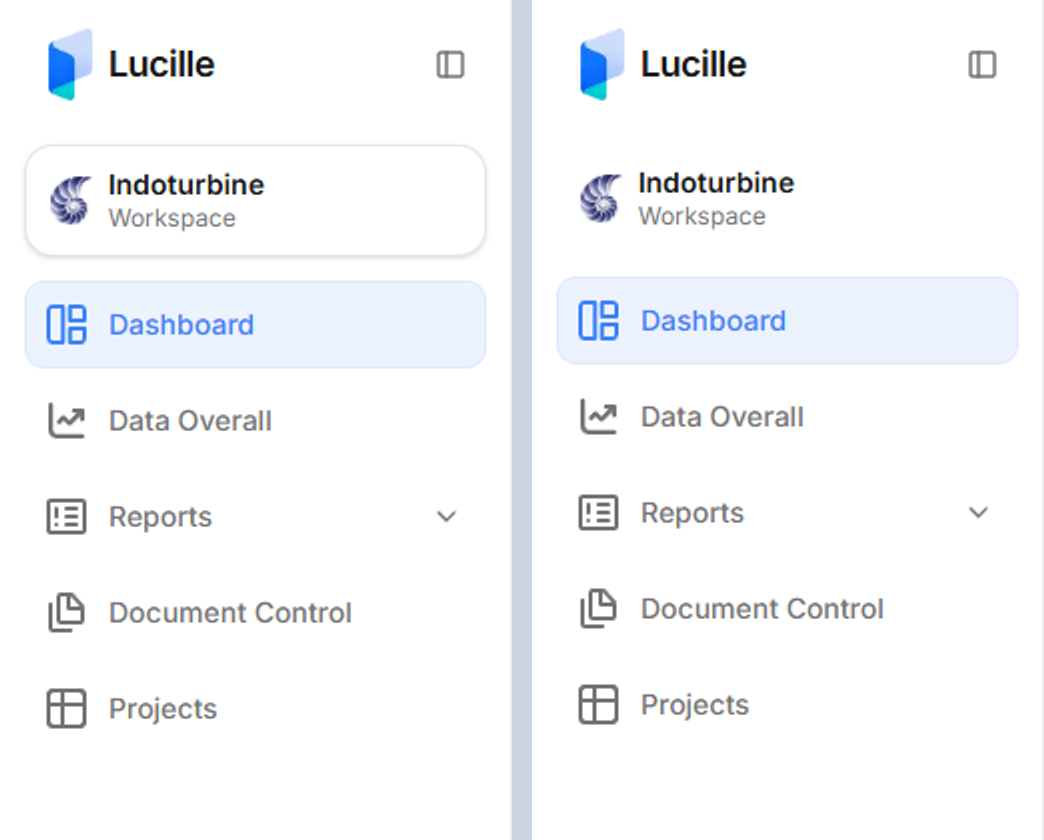 Lucille
Indoturbine
Workspace
Dashboard
Data Overall
Reports
Document Control
Projects
Lucille
Indoturbine
Workspace
Dashboard
Data Overall
Reports
Document Control
Projects